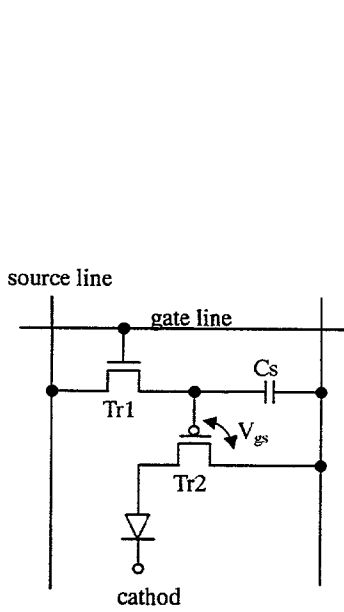 source line
gate line
Cs
Tr1
Vgs
Tr2
cathod